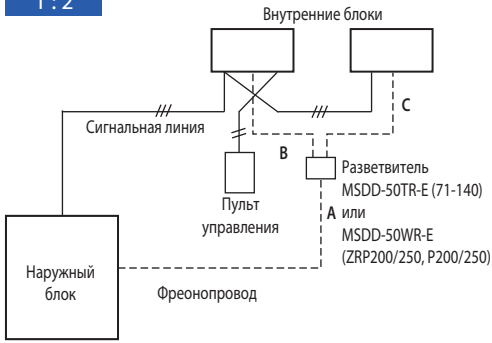 1 : 2
Внутренние блоки
Сигнальная линия
C
B
Разветвитель
MSDD-50TR-E (71-140)
A или
MSDD-50WR-E
(ZRP200/250, P200/250)
Пульт
управления
Наружный
блок
Фреонопровод